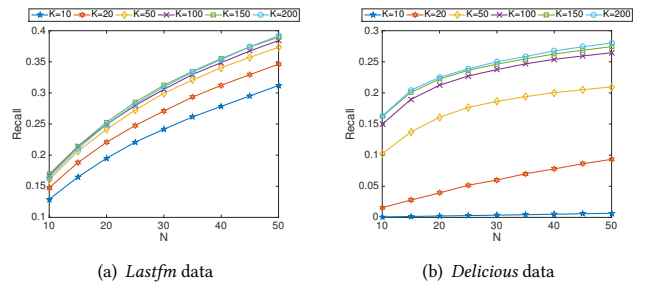 K=10 K=20 K=50 K=100 K=150 K=200
0.4
0.35
0.3
0.25
0.2
0.15
0.1
Recall
10 20 30 40 50
N
(a) Lastfm data
K=10 K=20 K=50 K=100 K=150 K=200
0.3
0.25
0.2
0.15
0.1
0.05
0
Recall
10 20 30 40 50
N
(b) Delicious data